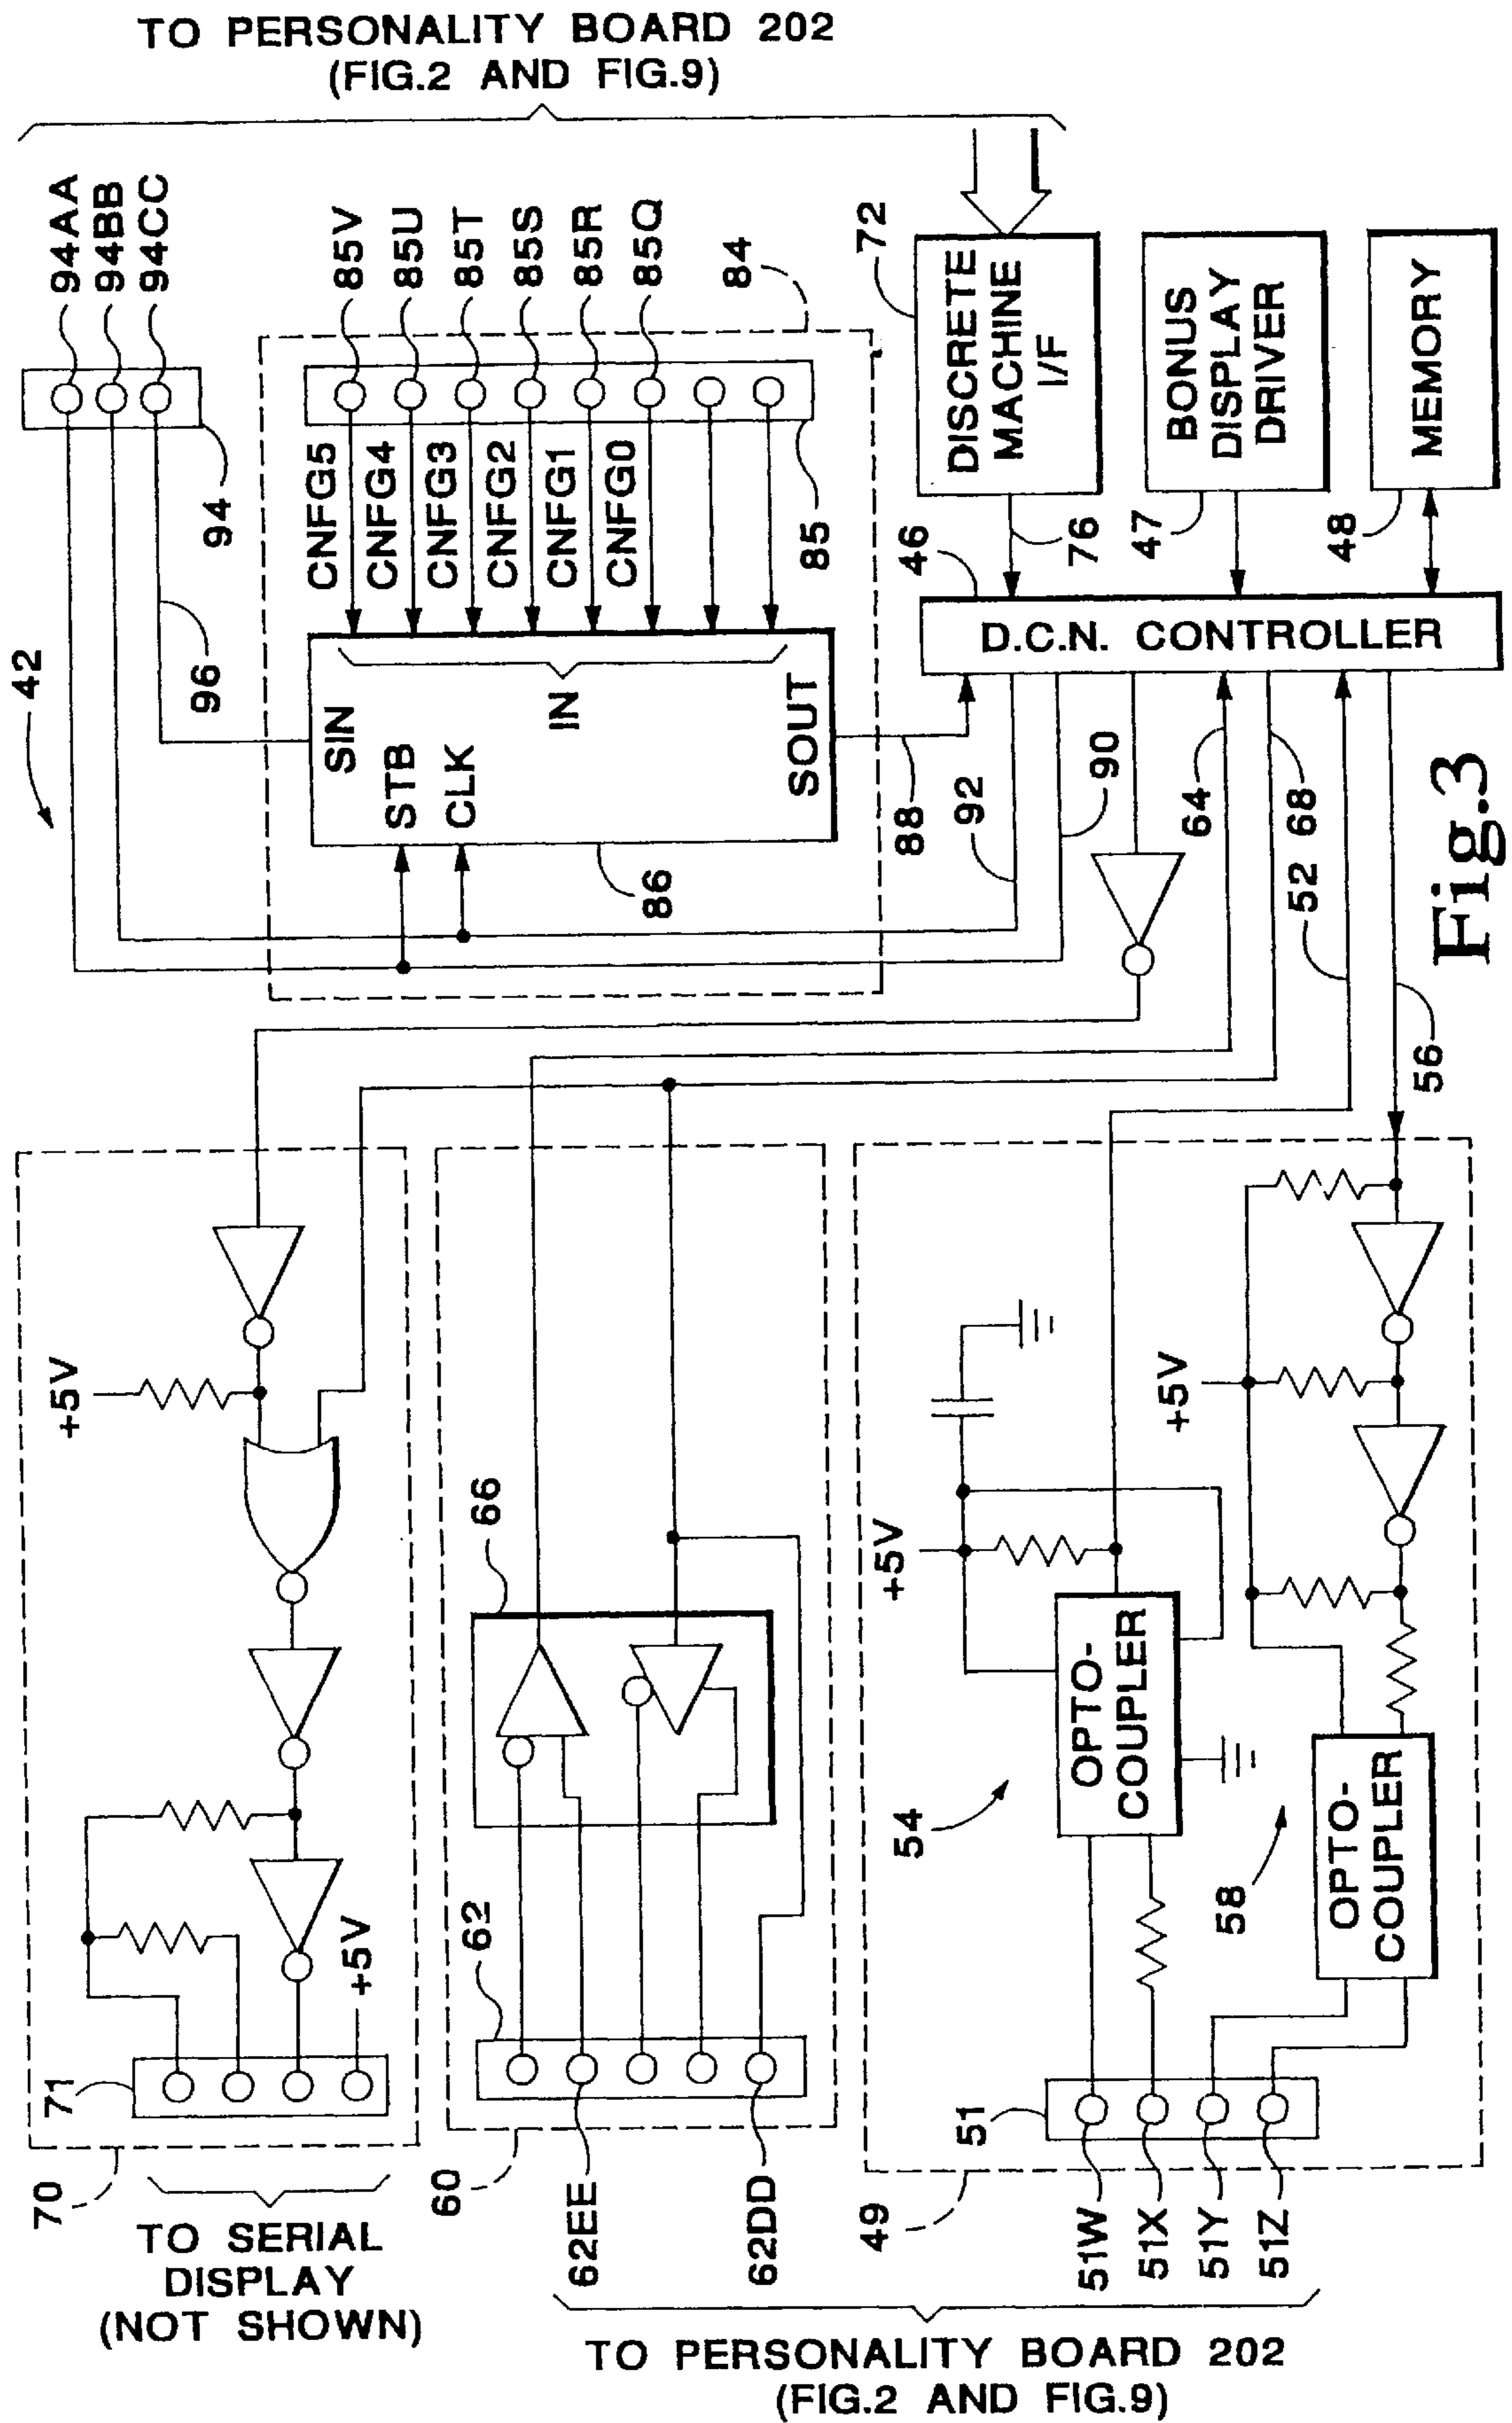 TO PERSONALITY BOARD 202
(FIG.2 AND FIG.9)
94AA
94BB
94CC
85V
85U
85T
85S
85R
85Q
84
72
DISCRETE
MACHINE
I/F
BONUS
DISPLAY
DRIVER
MEMORY
94
CNFG5
CNFG4
CNFG3
CNFG2
CNFG1
CNFG0
85
46
76
47
48
42
96
SIN
IN
STB
CLK
SOUT
86
88
D.C.N. CONTROLLER
92
90
64
68
52
56
Fig.3
+5V
66
+5V
+5V
OPTO-
COUPLER
54
OPTO-
COUPLER
58
+5V
62
71
51
70
60
49
62EE
62DD
51W
51X
51Y
51Z
TO SERIAL
DISPLAY
(NOT SHOWN)
TO PERSONALITY BOARD 202
(FIG.2 AND FIG.9)